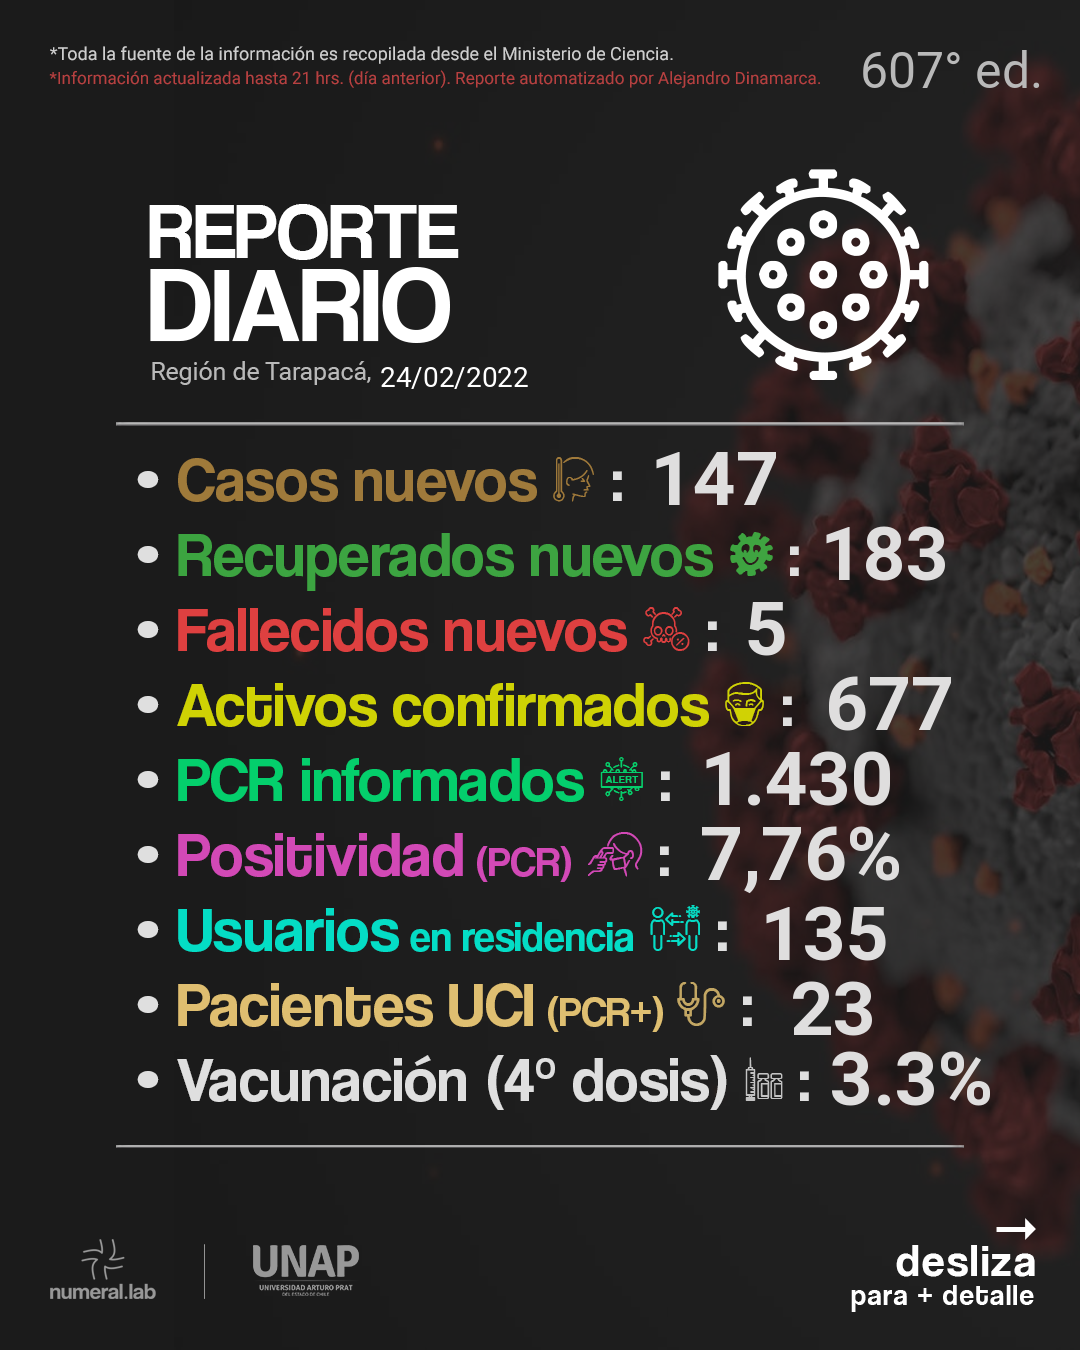 *Toda la fuente de la información es recopilada desde el Ministerio de Ciencia.
*Información actualizada hasta 21 hrs. (día anterior). Reporte automatizado por Alejandro Dinamarca.
607° ed.
REPORTE
DIARIO
Región de Tarapacá, 24/02/2022
• Casos nuevos : 147
• Recuperados nuevos : 183
• Fallecidos nuevos : 5
• Activos confirmados : 677
• PCR informados ALERT : 1.430
• Positividad (PCR) : 7,76%
• Usuarios en residencia : 135
• Pacientes UCI (PCR+) : 23
• Vacunación (4º dosis) : 3.3%
numeral.lab
UNAP
UNIVERSIDAD ARTURO PRAT
DEL ESTADO DE CHILE
desliza
para + detalle